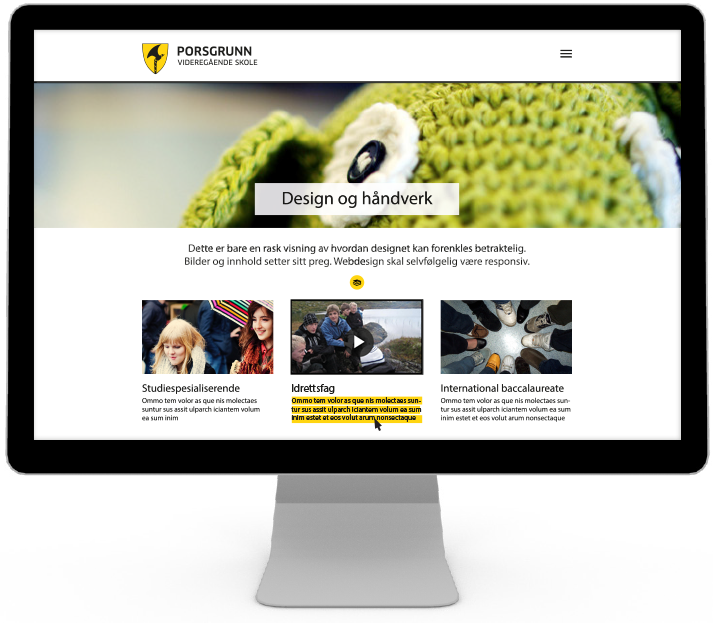 PORSGRUNN
VIDEREGÅENDE SKOLE
Design og håndverk
Dette er bare en rask visning av hvordan designet kan forenkles betraktelig.
Bilder og innhold setter sitt preg. Webdesign skal selvfølgelig være responsiv.
Studiespesialiserende
Ommo tem volor as que nis molectaes
suntur sus assit ulparch iciantem volum
ea sum inim
Idrettsfag
Ommo tem volor as que nis molectaes sun-
tur sus assit ulparch iciantem volum ea sum
inim estet et eos volut arum nonsectaque
International baccalaureate
Ommo tem volor as que nis molectaes sun-
tur sus assit ulparch iciantem volum ea sum
inim estet et eos volut arum nonsectaque